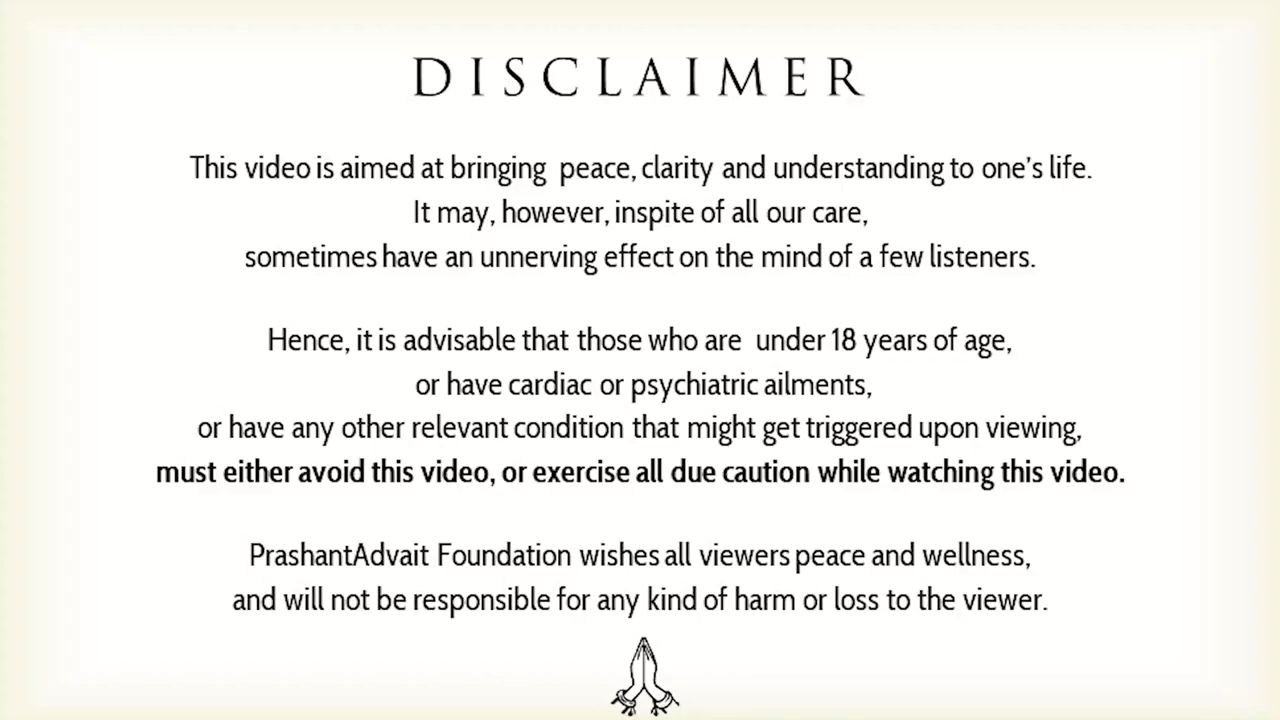 DISCLAIMER
This video is aimed at bringing peace, clarity and understanding to one's life.
It may, however, inspite of all our care,
sometimes have an unnerving effect on the mind of a few listeners.
Hence, it is advisable that those who are under 18 years of age,
or have cardiac or psychiatric ailments,
or have any other relevant condition that might get triggered upon viewing,
must either avoid this video, or exercise all due caution while watching this video.
PrashantAdvait Foundation wishes all viewers peace and wellness,
and will not be responsible for any kind of harm or loss to the viewer.